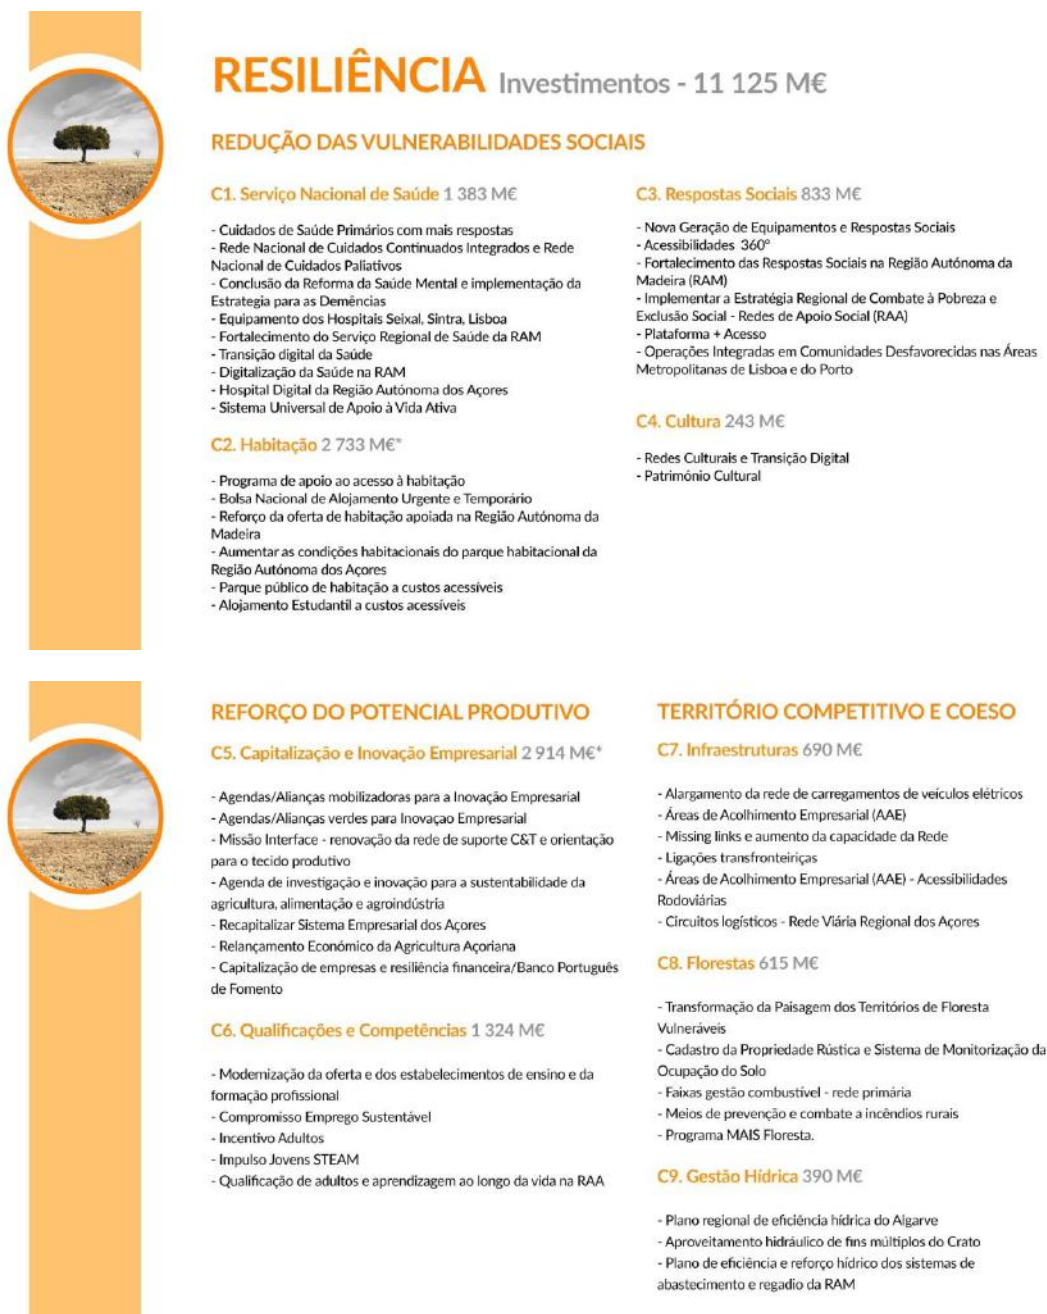 RESILIÊNCIA Investimentos - 11 125 M€
REDUÇÃO DAS VULNERABILIDADES SOCIAIS
C1. Serviço Nacional de Saúde 1 383 M€
- Cuidados de Saúde Primários com mais respostas
- Rede Nacional de Cuidados Continuados Integrados e Rede
Nacional de Cuidados Paliativos
- Conclusão da Reforma da Saúde Mental e implementação da
Estrategia para as Demências
- Equipamento dos Hospitais Seixal, Sintra, Lisboa
- Fortalecimento do Serviço Regional de Saúde da RAM
- Transição digital da Saúde
- Digitalização da Saúde na RAM
- Hospital Digital da Região Autónoma dos Açores
- Sistema Universal de Apoio à Vida Ativa
C2. Habitação 2 733 M€*
- Programa de apoio ao acesso à habitação
- Bolsa Nacional de Alojamento Urgente e Temporário
- Reforço da oferta de habitação apoiada na Região Autónoma da
Madeira
- Aumentar as condições habitacionais do parque habitacional da
Região Autónoma dos Açores
- Parque público de habitação a custos acessíveis
- Alojamento Estudantil a custos acessíveis
C3. Respostas Sociais 833 M€
- Nova Geração de Equipamentos e Respostas Sociais
- Acessibilidades 360º
- Fortalecimento das Respostas Sociais na Região Autónoma da
Madeira (RAM)
- Implementar a Estratégia Regional de Combate à Pobreza e
Exclusão Social - Redes de Apoio Social (RAA)
- Plataforma + Acesso
- Operações Integradas em Comunidades Desfavorecidas nas Áreas
Metropolitanas de Lisboa e do Porto
C4. Cultura 243 M€
- Redes Culturais e Transição Digital
- Património Cultural
REFORÇO DO POTENCIAL PRODUTIVO
C5. Capitalização e Inovação Empresarial 2 914 M€*
- Agendas/Alianças mobilizadoras para a Inovação Empresarial
- Agendas/Alianças verdes para Inovaçao Empresarial
- Missão Interface - renovação da rede de suporte C&T e orientação
para o tecido produtivo
- Agenda de investigação e inovação para a sustentabilidade da
agricultura, alimentação e agroindústria
- Recapitalizar Sistema Empresarial dos Açores
- Relançamento Económico da Agricultura Açoriana
- Capitalização de empresas e resiliência financeira/Banco Português
de Fomento
C6. Qualificações e Competências 1 324 M€
- Modernização da oferta e dos estabelecimentos de ensino e da
formação profissional
- Compromisso Emprego Sustentável
- Incentivo Adultos
- Impulso Jovens STEAM
- Qualificação de adultos e aprendizagem ao longo da vida na RAA
TERRITÓRIO COMPETITIVO E COESO
C7. Infraestruturas 690 M€
- Alargamento da rede de carregamentos de veículos elétricos
- Áreas de Acolhimento Empresarial (AAE)
- Missing links e aumento da capacidade da Rede
- Ligações transfronteiriças
- Áreas de Acolhimento Empresarial (AAE) - Acessibilidades
Rodoviárias
- Circuitos logísticos - Rede Viária Regional dos Açores
C8. Florestas 615 M€
- Transformação da Paisagem dos Territórios de Floresta
Vulneráveis
- Cadastro da Propriedade Rústica e Sistema de Monitorização da
Ocupação do Solo
- Faixas gestão combustível - rede primária
- Meios de prevenção e combate a incêndios rurais
- Programa MAIS Floresta.
C9. Gestão Hídrica 390 M€
- Plano regional de eficiência hídrica do Algarve
- Aproveitamento hidráulico de fins múltiplos do Crato
- Plano de eficiência e reforço hídrico dos sistemas de
abastecimento e regadio da RAM